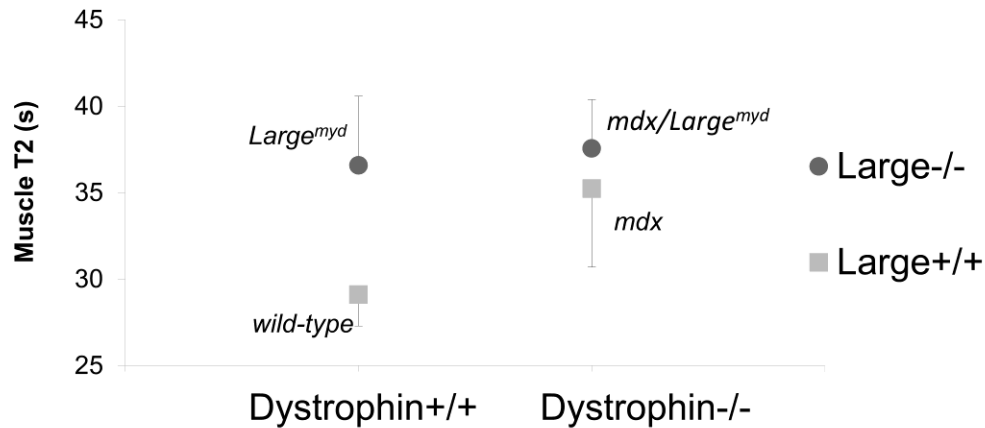 45
40
35
30
25
Muscle T2 (s)
Large^myd
wild-type
mdx/Large^myd
mdx
Dystrophin+/+
Dystrophin-/-
Large-/-
Large+/+